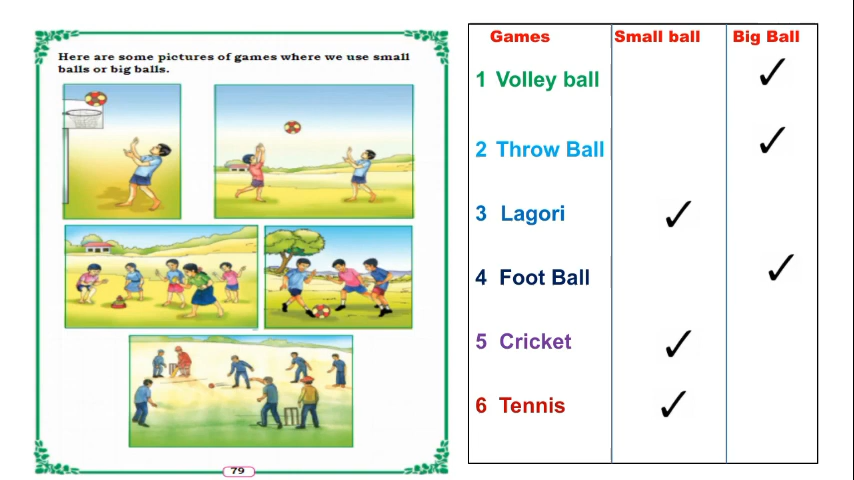 Here are some pictures of games where we use small
balls or big balls.
79
Games Small ball Big Ball
1 Volley ball ✓
2 Throw Ball ✓
3 Lagori ✓
4 Foot Ball ✓
5 Cricket ✓
6 Tennis ✓